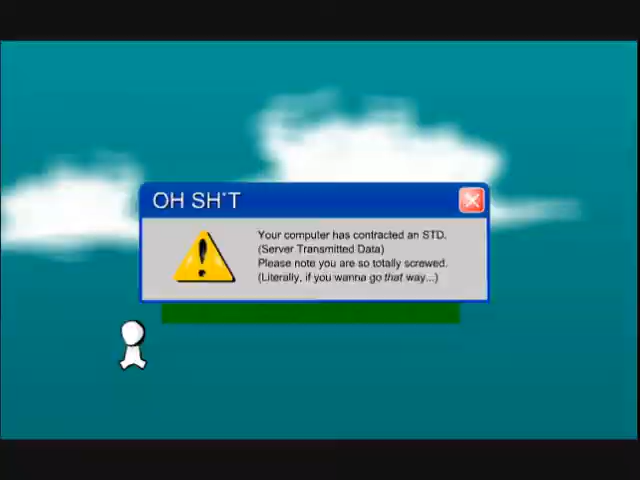 OH SH*T
Your computer has contracted an STD.
(Server Transmitted Data)
Please note you are so totally screwed.
(Literally, if you wanna go that way...)